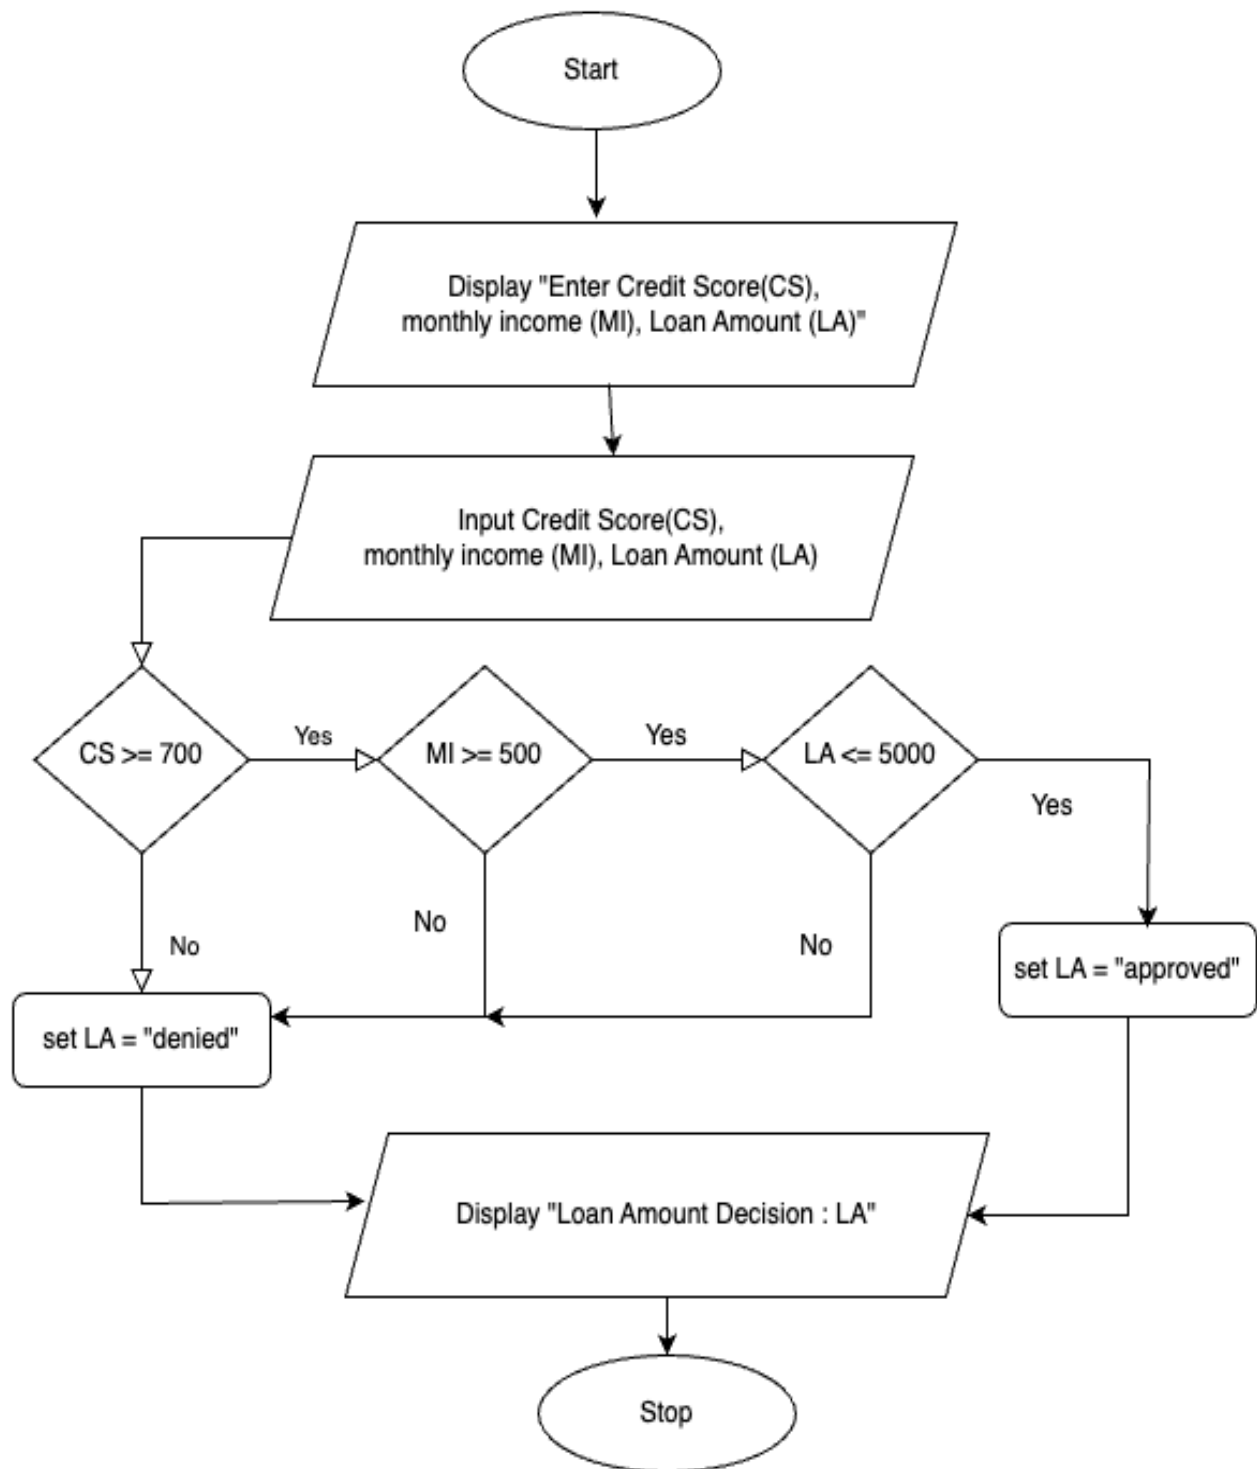 Start
Display "Enter Credit Score(CS),
monthly income (MI), Loan Amount (LA)"
Input Credit Score(CS),
monthly income (MI), Loan Amount (LA)
CS >= 700
Yes
MI >= 500
Yes
LA <= 5000
Yes
No
No
No
set LA = "approved"
set LA = "denied"
Display "Loan Amount Decision : LA"
Stop